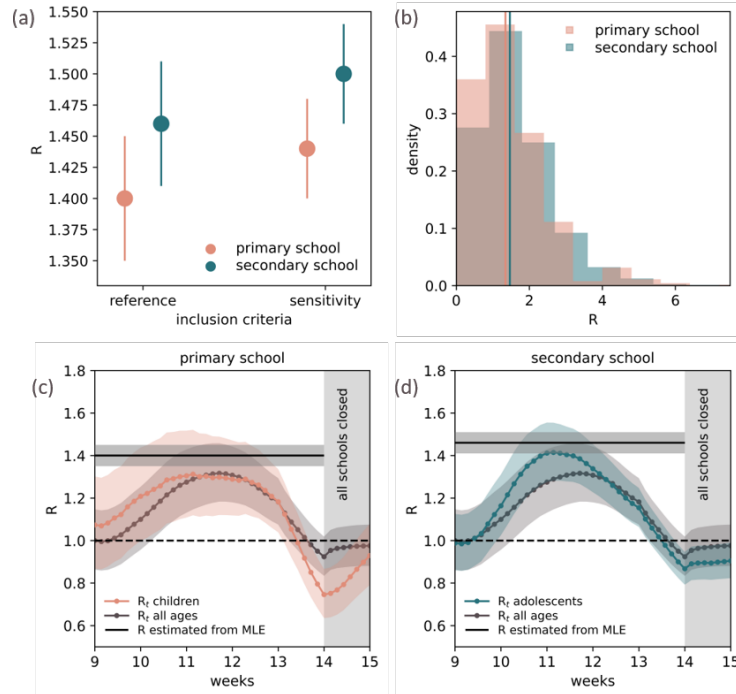 (a)
1.550
1.525
1.500
1.475
1.450
1.425
1.400
1.375
1.350
R
primary school
secondary school
reference
sensitivity
inclusion criteria
(b)
primary school
secondary school
0.4
0.3
0.2
0.1
0.0
density
0
2
4
6
R
(c)
primary school
1.8
1.6
1.4
1.2
1.0
0.8
0.6
R
all schools closed
Rt children
Rt all ages
R estimated from MLE
9
10
11
12
13
14
15
weeks
(d)
secondary school
1.8
1.6
1.4
1.2
1.0
0.8
0.6
R
all schools closed
Rt adolescents
Rt all ages
R estimated from MLE
9
10
11
12
13
14
15
weeks